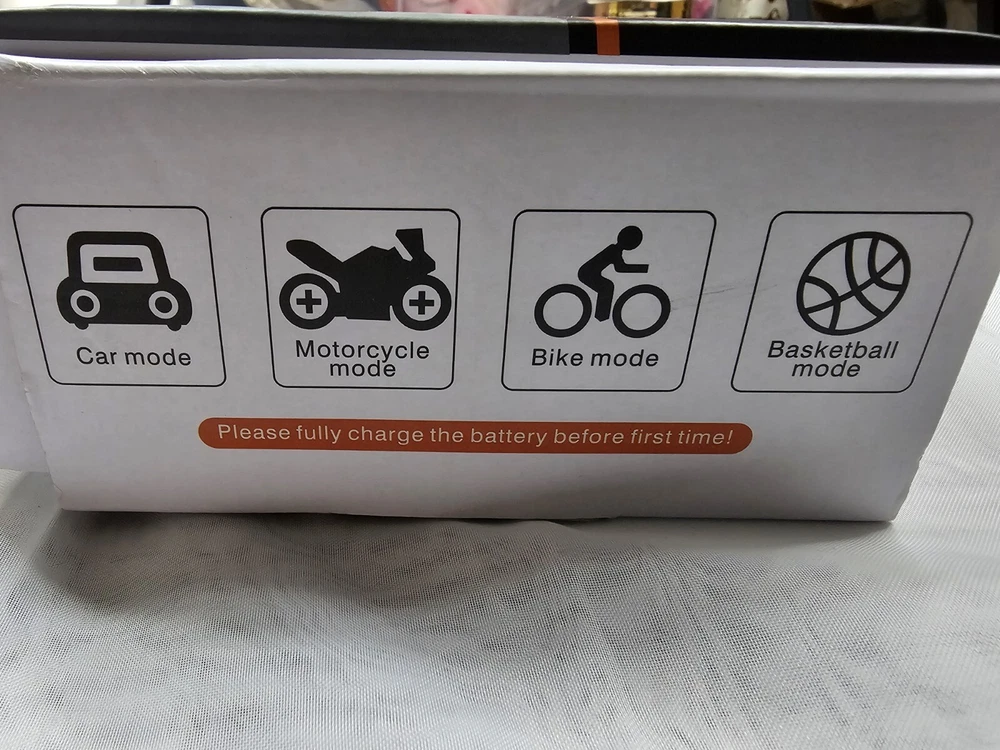 Car mode
Motorcycle
mode
Bike mode
Basketball
mode
Please fully charge the battery before first time!